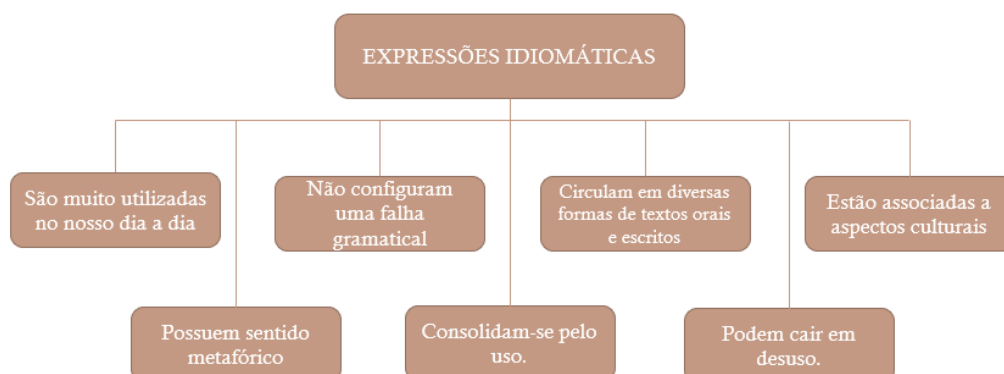 EXPRESSÕES IDIOMÁTICAS
São muito utilizadas
no nosso dia a dia
Não configuram
uma falha
gramatical
Circulam em diversas
formas de textos orais
e escritos
Estão associadas a
aspectos culturais
Possuem sentido
metafórico
Consolidam-se pelo
uso.
Podem cair em
desuso.